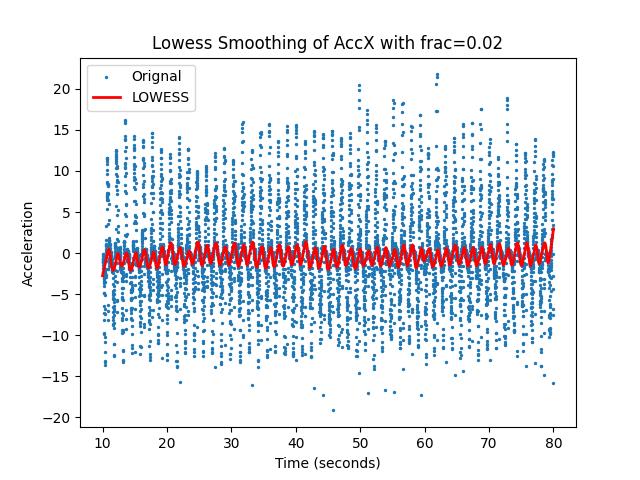 Lowess Smoothing of AccX with frac=0.02
Orignal
LOWESS
Acceleration
20
15
10
5
0
−5
−10
−15
−20
10 20 30 40 50 60 70 80
Time (seconds)